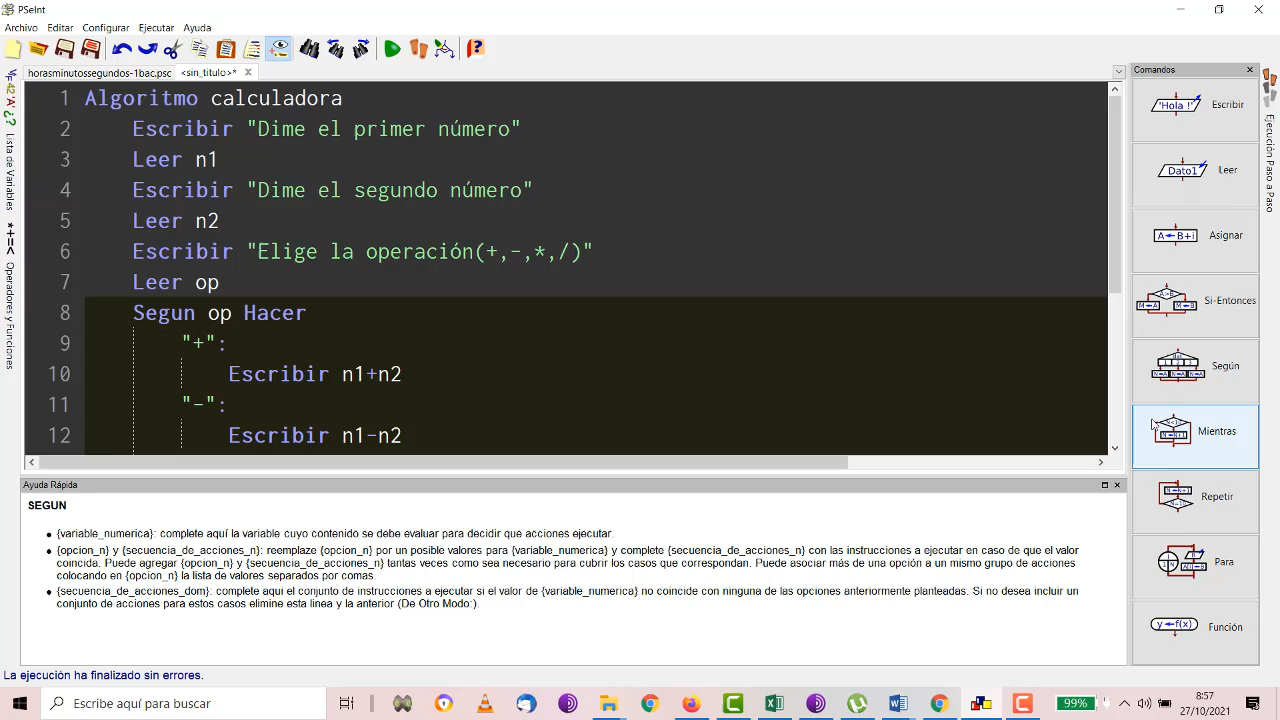 PSeInt
Archivo Editar Configurar Ejecutar Ayuda
horasminutossegundos-1bac.psc <sin_titulo>*
Lista de Variables
Operadores y Funciones
1 Algoritmo calculadora
2 Escribir "Dime el primer número"
3 Leer n1
4 Escribir "Dime el segundo número"
5 Leer n2
6 Escribir "Elige la operación(+,-,*,/)"
7 Leer op
8 Segun op Hacer
9 "+":
10 Escribir n1+n2
11 "-":
12 Escribir n1-n2
Comandos
'Hola !' Escribir
Dato1 Leer
A←B+i Asignar
Si-Entonces
Según
Mientras
Repetir
Para
y←f(x) Función
Ejecución Paso a Paso
Ayuda Rápida
SEGUN
{variable_numerica}: complete aquí la variable cuyo contenido se debe evaluar para decidir que acciones ejecutar.
{opcion_n} y {secuencia_de_acciones_n}: reemplaze {opcion_n} por un posible valores para {variable_numerica} y complete {secuencia_de_acciones_n} con las instrucciones a ejecutar en caso de que el valor
coincida. Puede agregar {opcion_n} y {secuencia_de_acciones_n} tantas veces como sea necesario para cubrir los casos que correspondan. Puede asociar más de una opción a un mismo grupo de acciones
colocando en {opcion_n} la lista de valores separados por comas.
{secuencia_de_acciones_dom}: complete aqui el conjunto de instrucciones a ejecutar si el valor de {variable_numerica} no coincide con ninguna de las opciones anteriormente planteadas. Si no desea incluir un
conjunto de acciones para estos casos elimine esta linea y la anterior (De Otro Modo:).
La ejecución ha finalizado sin errores.
Escribe aquí para buscar
99%
8:57
27/10/2021